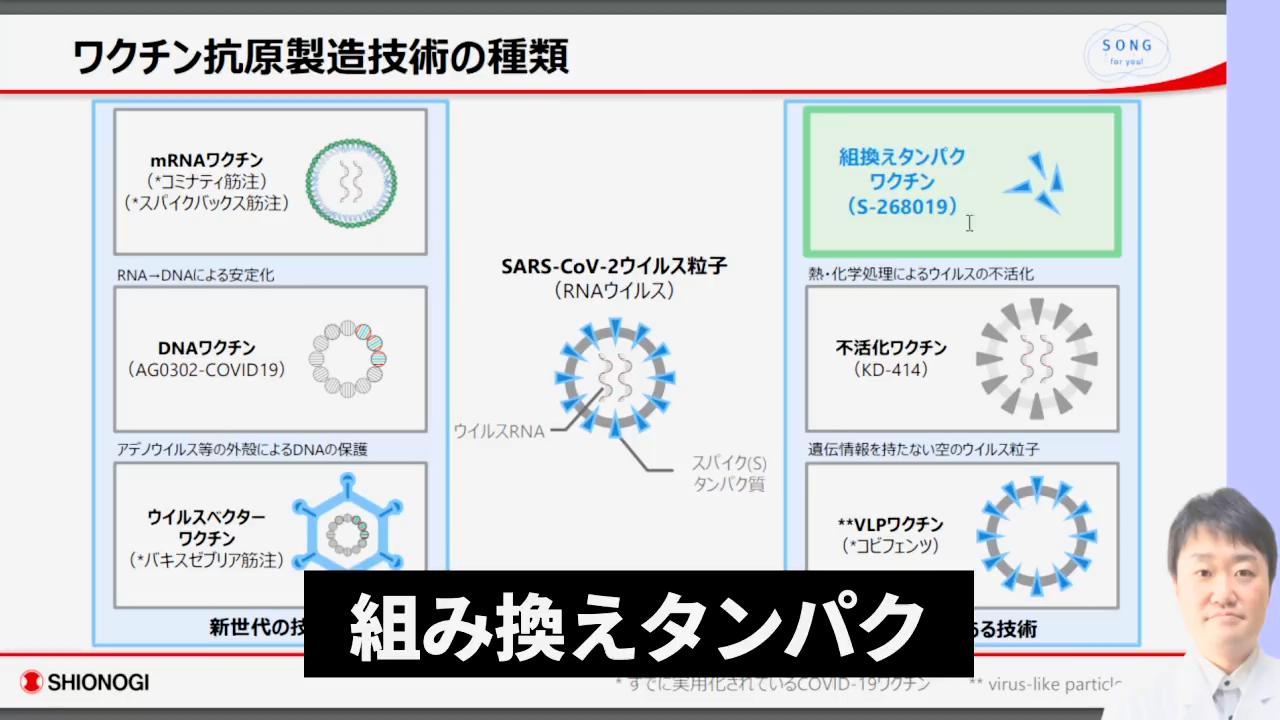 ワクチン抗原製造技術の種類
SONG
for you!
mRNAワクチン
（*コミナティ筋注）
（*スパイクバックス筋注）
RNA→DNAによる安定化
DNAワクチン
（AG0302-COVID19）
アデノウイルス等の外殻によるDNAの保護
ウイルスベクター
ワクチン
（*バキスゼブリア筋注）
新世代の技
SARS-CoV-2ウイルス粒子
（RNAウイルス）
ウイルスRNA
スパイク(S)
タンパク質
組換えタンパク
ワクチン
（S-268019）
熱・化学処理によるウイルスの不活化
不活化ワクチン
（KD-414）
遺伝情報を持たない空のウイルス粒子
**VLPワクチン
（*コビフェンツ）
る技術
組み換えタンパク
SHIONOGI
* すでに実用化されているCOVID-19ワクチン
** virus-like particle